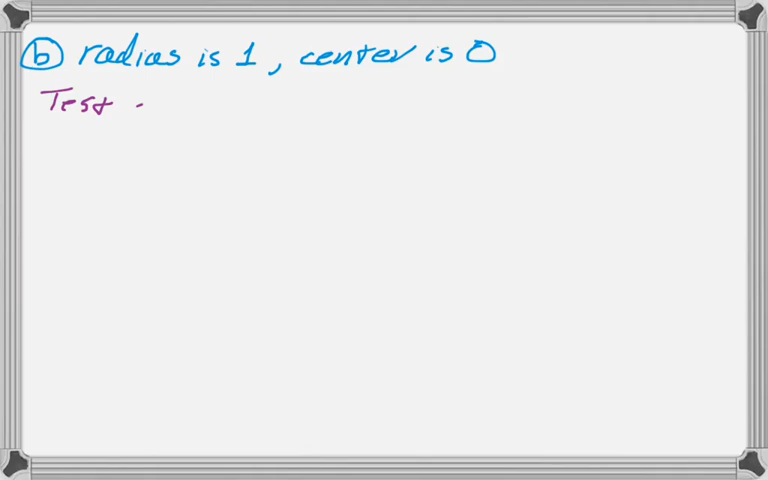 ⓑ radius is 1, center is 0
Test -